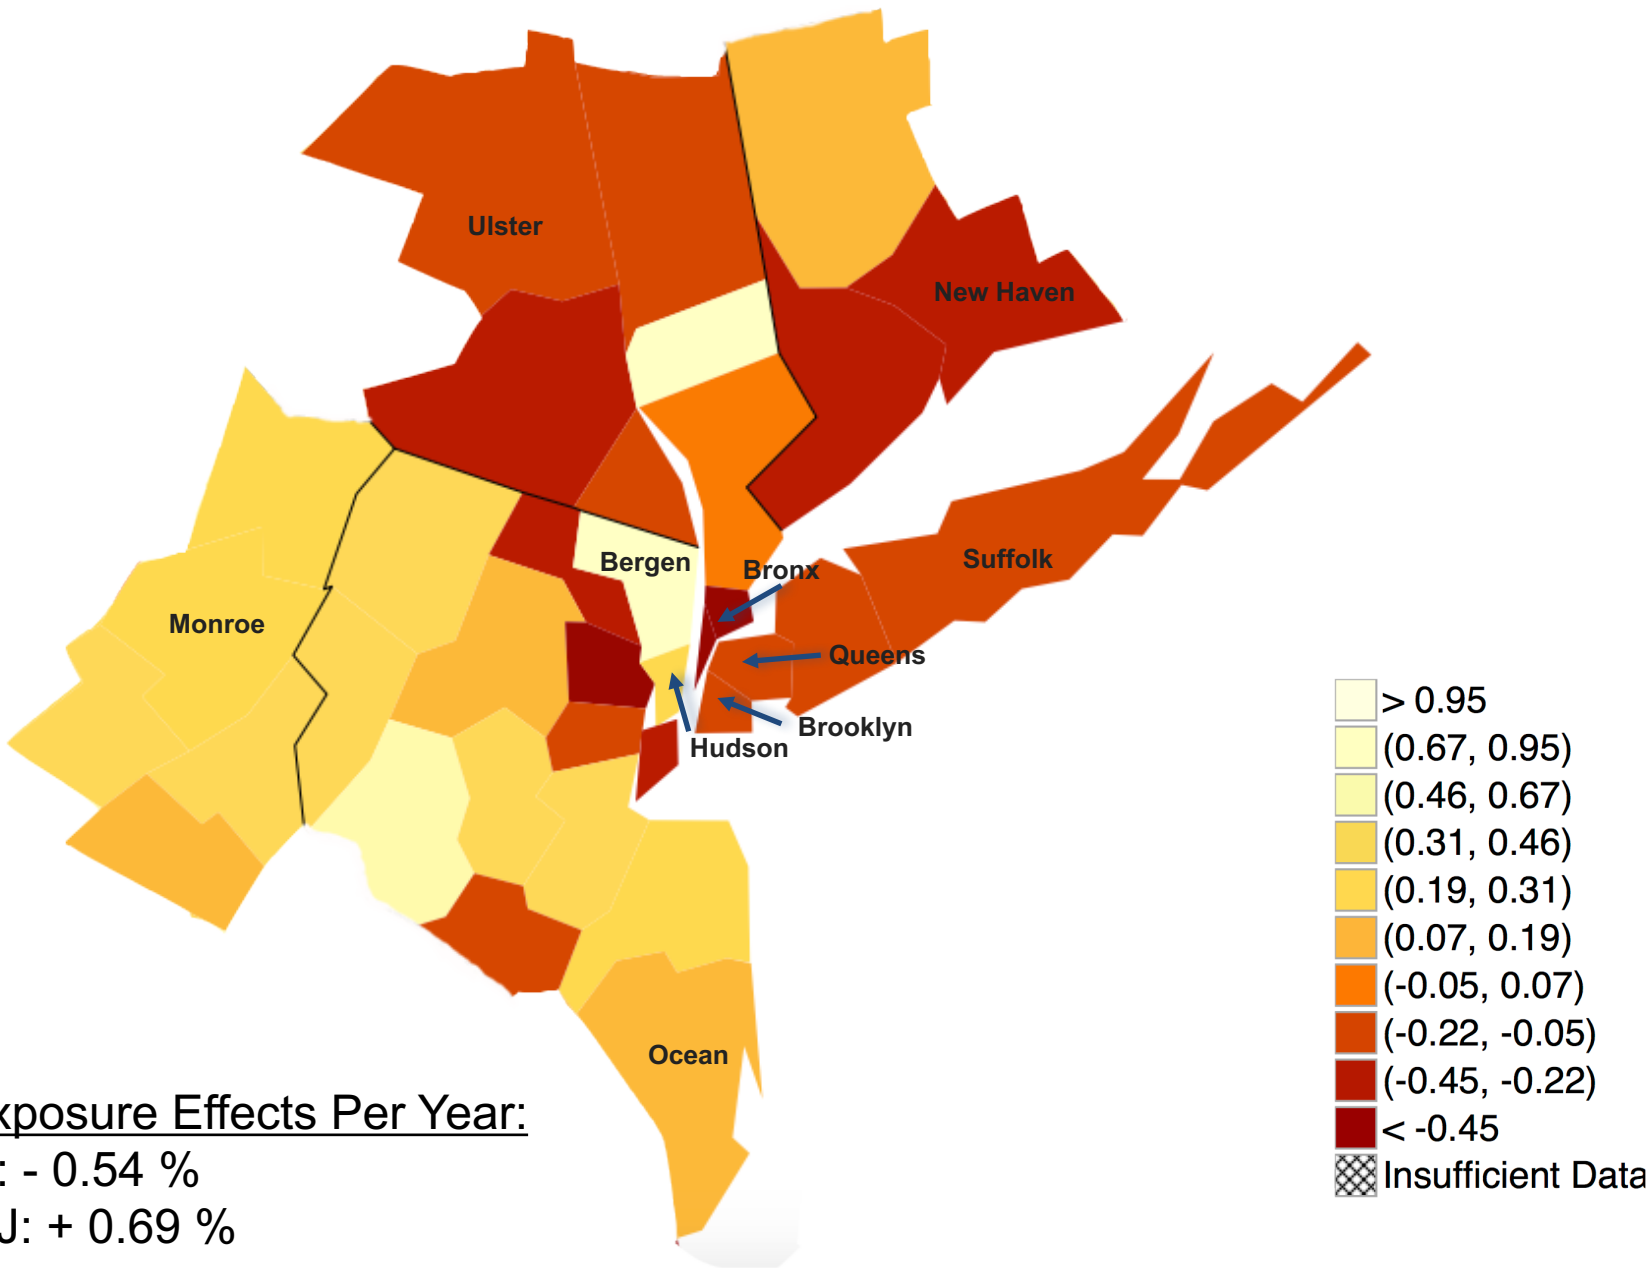 Ulster
New Haven
Bergen
Bronx
Suffolk
Monroe
Queens
Brooklyn
Hudson
Ocean
> 0.95
(0.67, 0.95)
(0.46, 0.67)
(0.31, 0.46)
(0.19, 0.31)
(0.07, 0.19)
(-0.05, 0.07)
(-0.22, -0.05)
(-0.45, -0.22)
< -0.45
Insufficient Data
xposure Effects Per Year:
: - 0.54 %
J: + 0.69 %